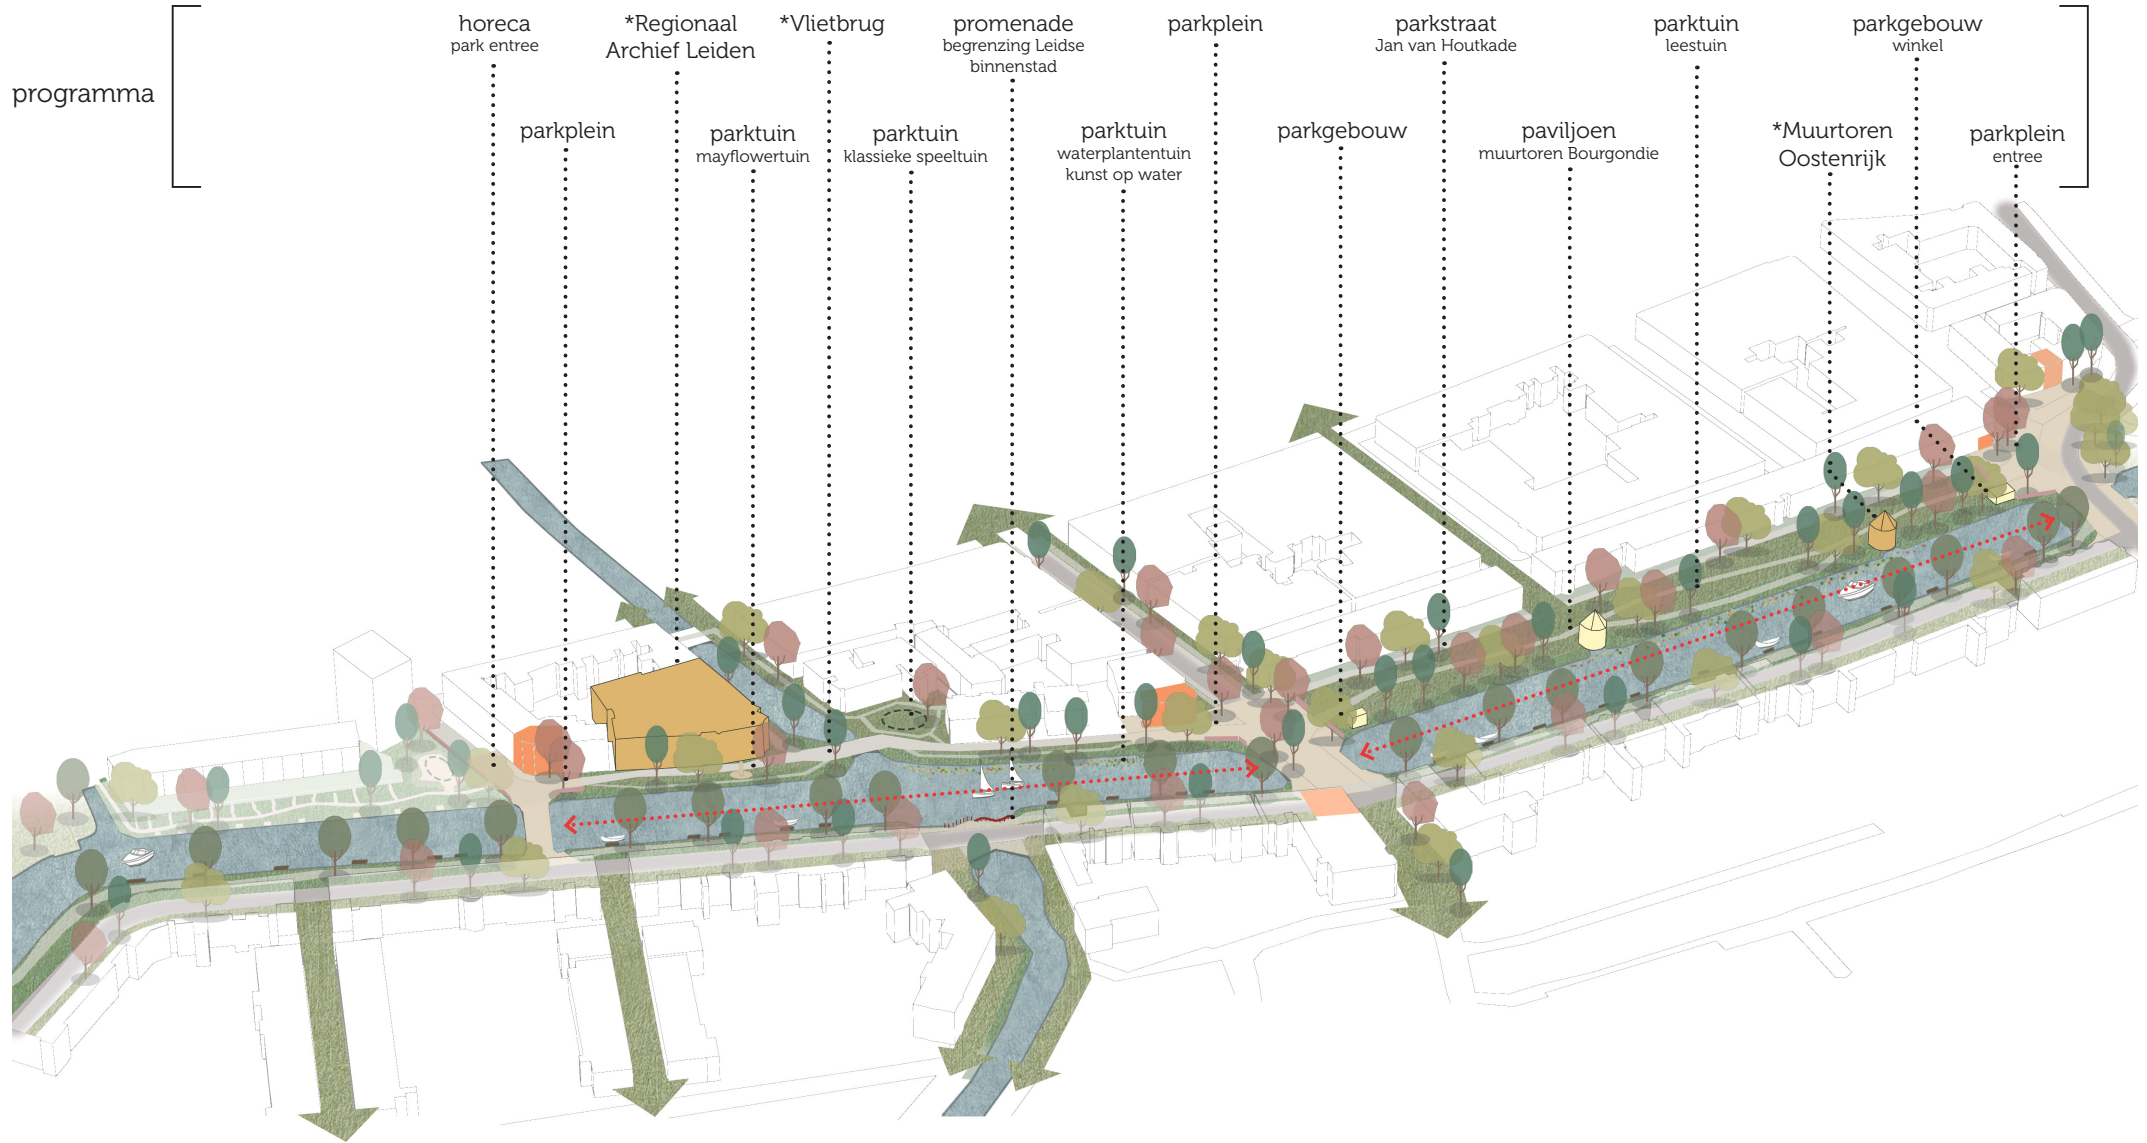 programma
horeca
park entree
*Regionaal
Archief Leiden
*Vlietbrug
promenade
begrenzing Leidse
binnenstad
parkplein
parkstraat
Jan van Houtkade
parktuin
leestuin
parkgebouw
winkel
parkplein
parktuin
mayflowertuin
parktuin
klassieke speeltuin
parktuin
waterplantentuin
kunst op water
parkgebouw
paviljoen
muurtoren Bourgondie
*Muurtoren
Oostenrijk
parkplein
entree